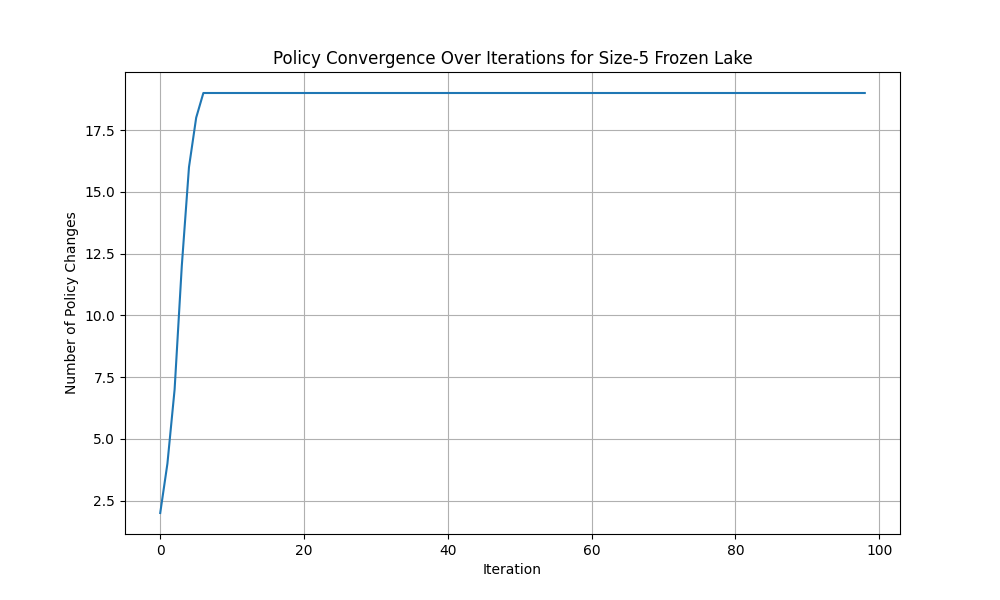 Policy Convergence Over Iterations for Size-5 Frozen Lake
Number of Policy Changes
17.5
15.0
12.5
10.0
7.5
5.0
2.5
0 20 40 60 80 100
Iteration